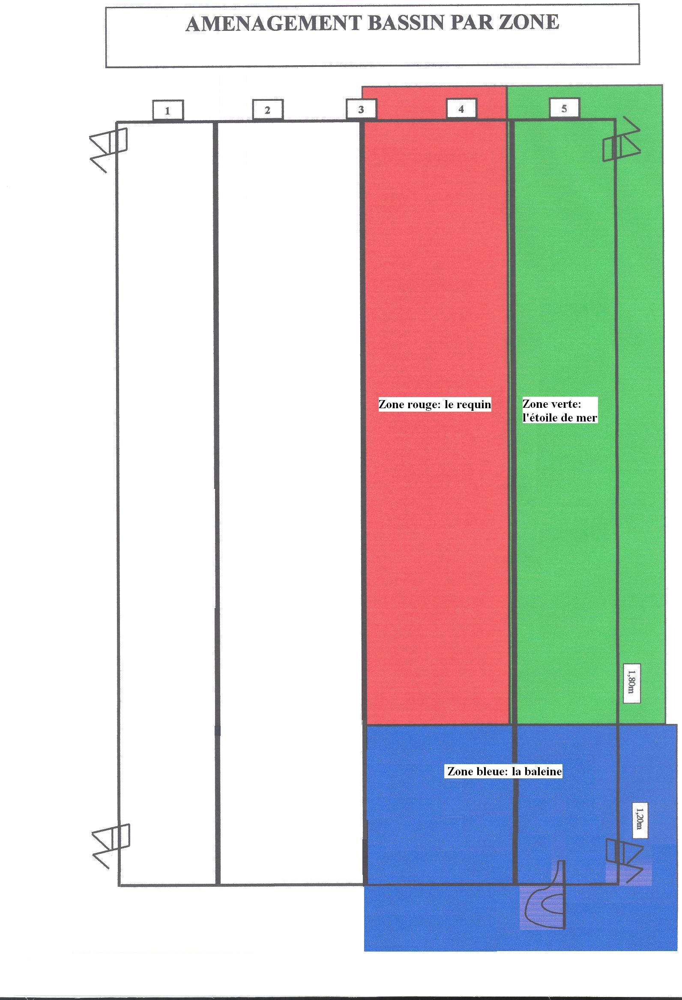 AMENAGEMENT BASSIN PAR ZONE
1
2
3
4
5
Zone rouge: le requin
Zone verte:
l'étoile de mer
1,80m
Zone bleue: la baleine
1,20m